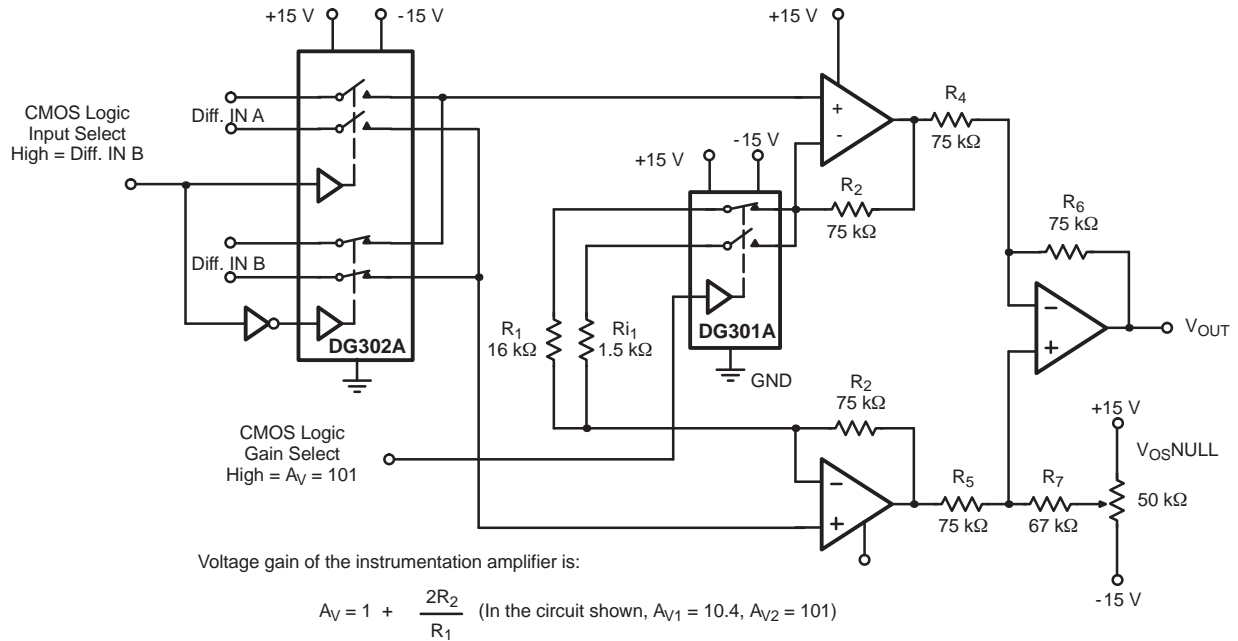 +15 V
-15 V
+15 V
CMOS Logic
Input Select
High = Diff. IN B
Diff. IN A
Diff. IN B
DG302A
+15 V
-15 V
DG301A
GND
+
-
R4
75 kΩ
R2
75 kΩ
R6
75 kΩ
R1
16 kΩ
Ri1
1.5 kΩ
−
+
VOUT
R2
75 kΩ
CMOS Logic
Gain Select
High = AV = 101
−
+
R5
75 kΩ
R7
67 kΩ
+15 V
VOSNULL
50 kΩ
-15 V
Voltage gain of the instrumentation amplifier is:
AV = 1 + 2R2 / R1 (In the circuit shown, AV1 = 10.4, AV2 = 101)